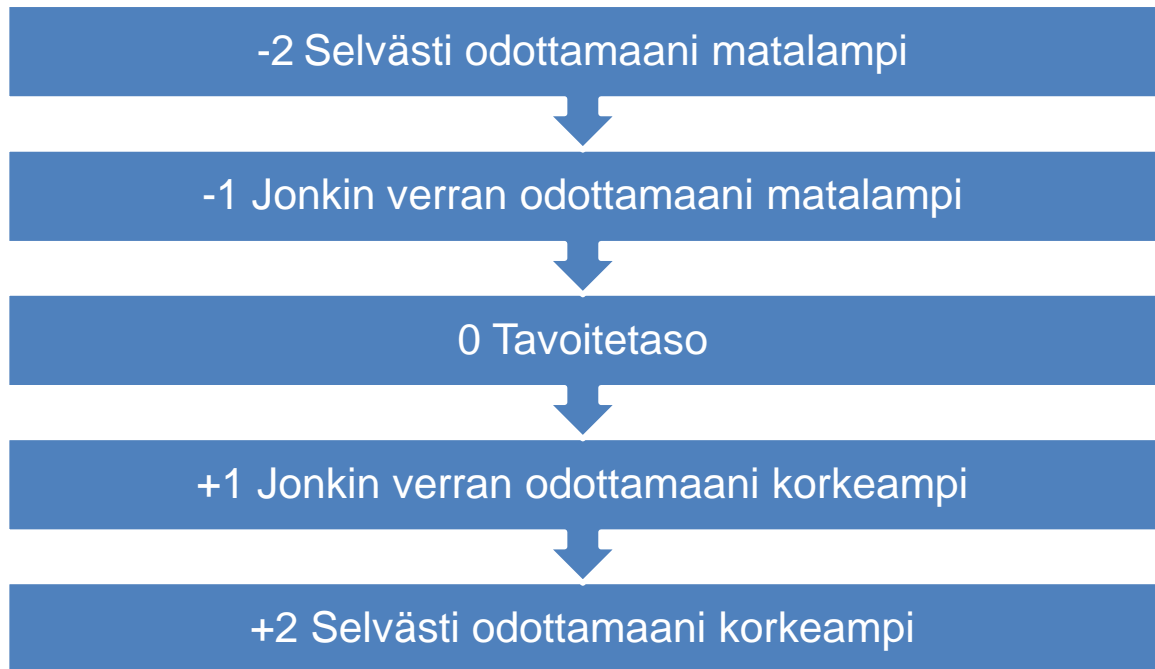 -2 Selvästi odottamaani matalampi
-1 Jonkin verran odottamaani matalampi
0 Tavoitetaso
+1 Jonkin verran odottamaani korkeampi
+2 Selvästi odottamaani korkeampi